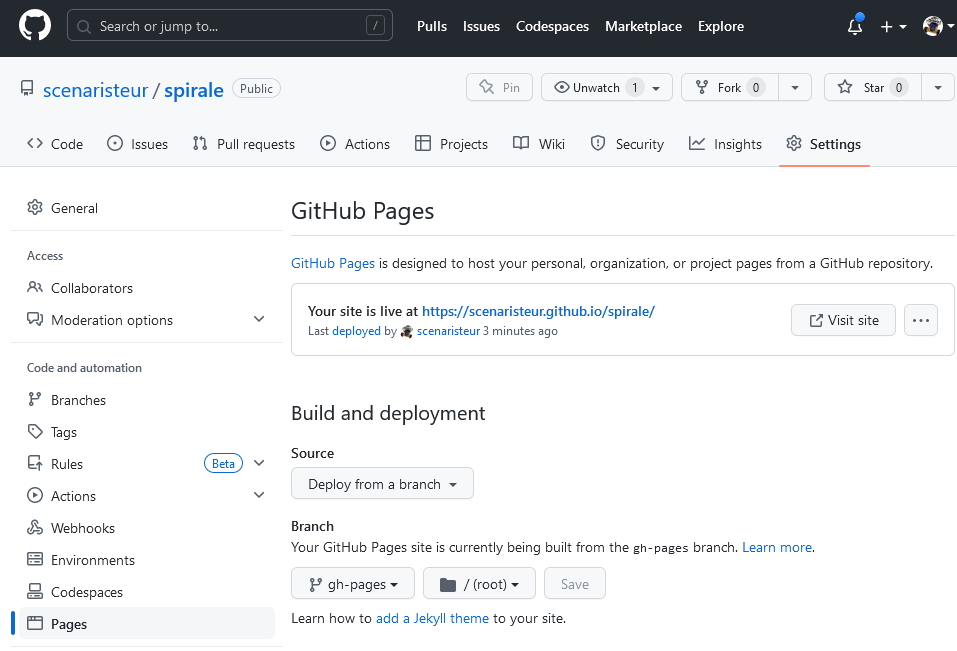 Search or jump to... / Pulls Issues Codespaces Marketplace Explore
scenaristeur / spirale Public Pin Unwatch 1 Fork 0 Star 0
Code Issues Pull requests Actions Projects Wiki Security Insights Settings
General
Access
Collaborators
Moderation options
Code and automation
Branches
Tags
Rules Beta
Actions
Webhooks
Environments
Codespaces
Pages
GitHub Pages
GitHub Pages is designed to host your personal, organization, or project pages from a GitHub repository.
Your site is live at https://scenaristeur.github.io/spirale/
Last deployed by scenaristeur 3 minutes ago
Visit site
Build and deployment
Source
Deploy from a branch
Branch
Your GitHub Pages site is currently being built from the gh-pages branch. Learn more.
gh-pages / (root) Save
Learn how to add a Jekyll theme to your site.